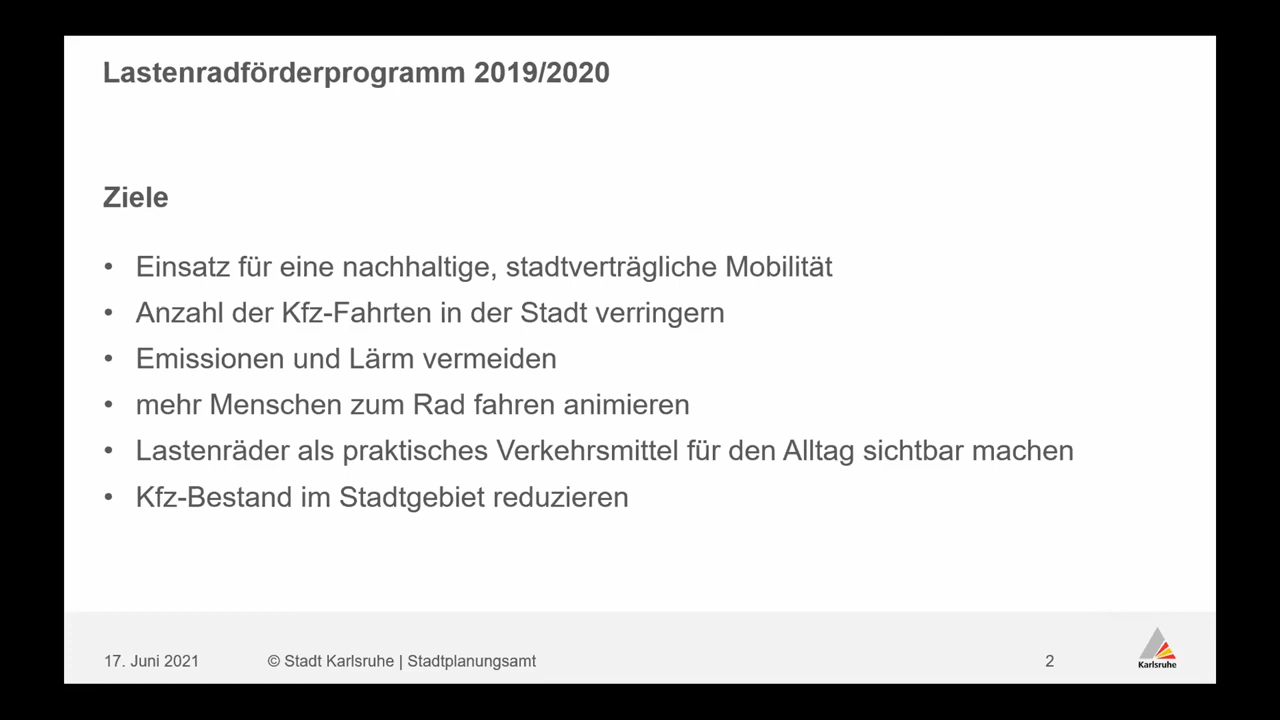 Lastenradförderprogramm 2019/2020
Ziele
• Einsatz für eine nachhaltige, stadtverträgliche Mobilität
• Anzahl der Kfz-Fahrten in der Stadt verringern
• Emissionen und Lärm vermeiden
• mehr Menschen zum Rad fahren animieren
• Lastenräder als praktisches Verkehrsmittel für den Alltag sichtbar machen
• Kfz-Bestand im Stadtgebiet reduzieren
17. Juni 2021 © Stadt Karlsruhe | Stadtplanungsamt 2
Karlsruhe